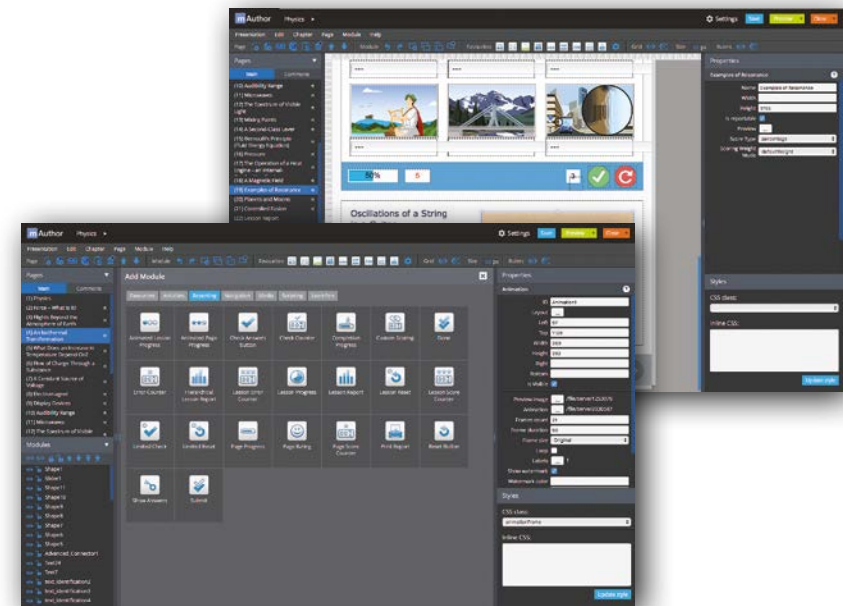 mAuthor Physics
Settings Save Preview Close
Presentation Edit Chapter Page Module Help
Page Module Favourites Grid Size px Rulers
Pages
Main Commons
(10) Audibility Range
(11) Microwaves
(12) The Spectrum of Visible
Light
(13) Mixing Paints
(14) A Second-Class Lever
(15) Bernoulli's Principle
(Fluid Energy Equation)
(16) Pressure
(17) The Operation of a Heat
Engine – an Internal-
(18) A Magnetic Field
(19) Examples of Resonance
(20) Planets and Moons
(21) Controlled Fission
(22) Lesson Report
50% 5
Oscillations of a String
Properties
Examples of Resonance
Name Examples of Resonance
Width
Height
Is reportable
Preview ...
Score Type percentage
Scoring Weight
Mode defaultWeight
Styles
CSS class:
Inline CSS:
Update style
mAuthor Physics
Settings Save Preview Close
Presentation Edit Chapter Page Module Help
Page Module Favourites Grid Size px Rulers
Pages
Main Commons
(1) Physics
(2) Force – What Is It?
(3) Flights Beyond the
Atmosphere of Earth
(4) An Isothermal
Transformation
(5) What Does an Increase in
Temperature Depend On?
(6) Flow of Charge Through a
Substance
(7) A Constant Source of
Voltage
(8) Electromagnet
(9) Display Devices
(10) Audibility Range
(11) Microwaves
(12) The Spectrum of Visible
Modules
Shape1
Slider1
Shape11
Shape10
Shape9
Shape8
Shape7
Shape6
Shape5
Advanced_Connector1
Text24
Text7
text_identification2
text_identification3
text_identification4
Add Module
Favourites Activities Reporting Navigation Media Scripting
Animated Lesson
Progress
Animated Page
Progress
Check Answers
Button
Check Counter
Completion
Progress
Custom Scoring
Done
Error Counter
Hierarchical
Lesson Report
Lesson Error
Counter
Lesson Progress
Lesson Report
Lesson Reset
Lesson Score
Counter
Limited Check
Limited Reset
Page Progress
Page Rating
Page Score
Counter
Print Report
Reset Button
Show Answers
Submit
Properties
Animation
ID Animation1
Layout ...
Left
Top
Width
Height
Right
Bottom
Is Visible
Preview image ...
Animation ...
Frames count
Frame duration
Frame size Original
Loop
Labels ... 1
Show watermark
Watermark color
Styles
CSS class:
animationframe
Inline CSS:
Update style